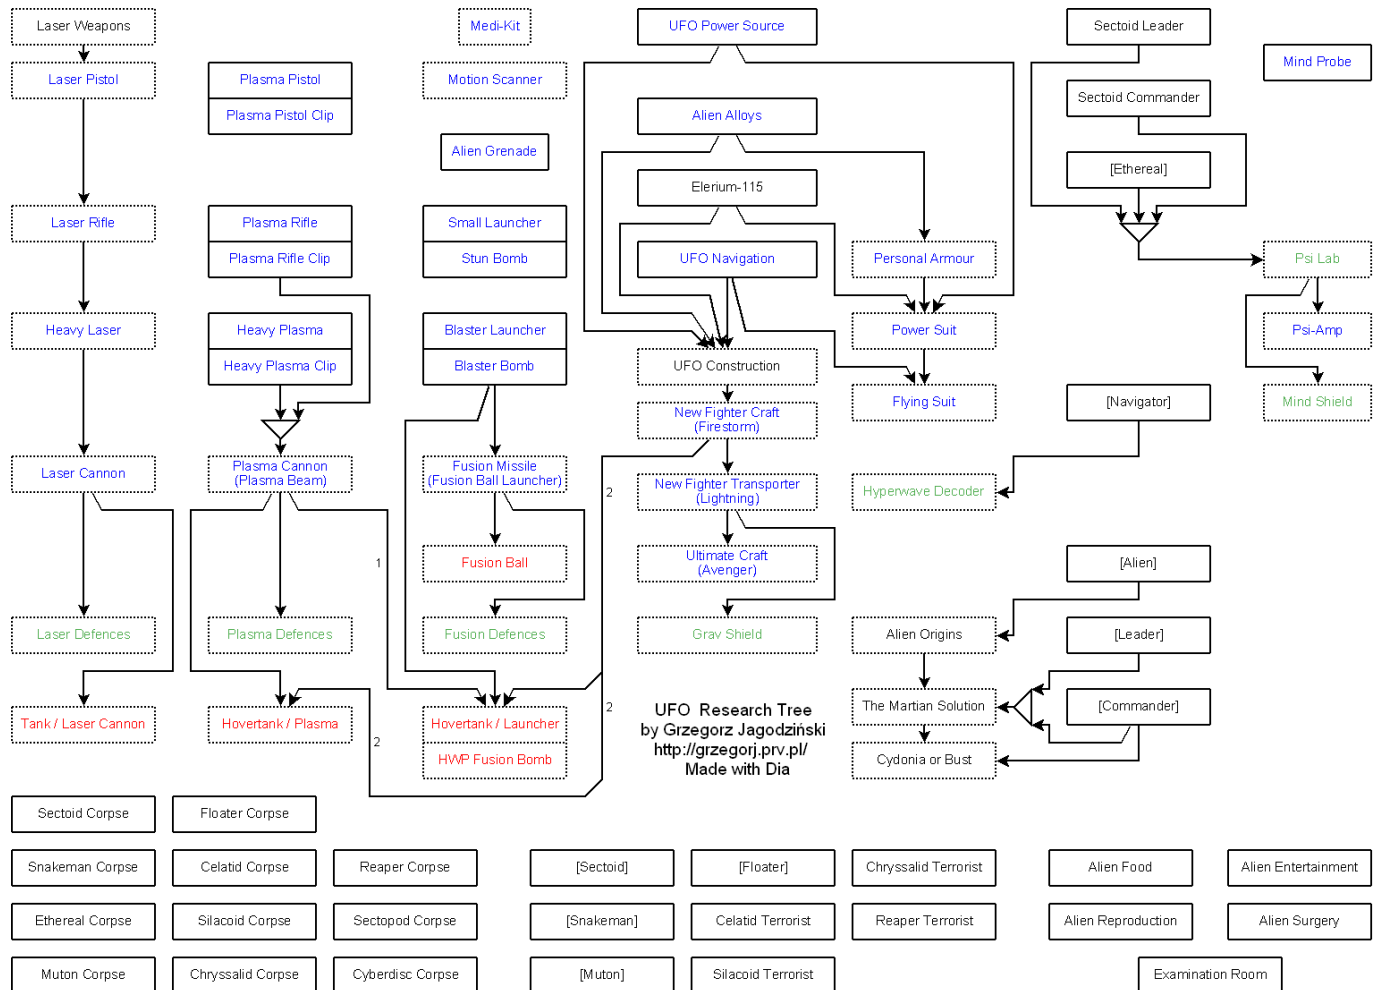 Laser Weapons
Medi-Kit
UFO Power Source
Sectoid Leader
Laser Pistol
Plasma Pistol
Motion Scanner
Mind Probe
Plasma Pistol Clip
Alien Alloys
Sectoid Commander
Alien Grenade
Elerium-115
[Ethereal]
Laser Rifle
Plasma Rifle
Small Launcher
Plasma Rifle Clip
Stun Bomb
UFO Navigation
Personal Armour
Psi Lab
Heavy Laser
Heavy Plasma
Blaster Launcher
Power Suit
Psi-Amp
Heavy Plasma Clip
Blaster Bomb
UFO Construction
Flying Suit
[Navigator]
Mind Shield
New Fighter Craft
(Firestorm)
Laser Cannon
Plasma Cannon
(Plasma Beam)
Fusion Missile
(Fusion Ball Launcher)
2
New Fighter Transporter
(Lightning)
Hyperwave Decoder
1
Fusion Ball
Ultimate Craft
(Avenger)
[Alien]
Laser Defences
Plasma Defences
Fusion Defences
Grav Shield
Alien Origins
[Leader]
Tank / Laser Cannon
Hovertank / Plasma
2
Hovertank / Launcher
HWP Fusion Bomb
2
UFO Research Tree
by Grzegorz Jagodziński
http://grzegorj.prv.pl/
Made with Dia
The Martian Solution
[Commander]
Cydonia or Bust
Sectoid Corpse
Floater Corpse
Snakeman Corpse
Celatid Corpse
Reaper Corpse
[Sectoid]
[Floater]
Chryssalid Terrorist
Alien Food
Alien Entertainment
Ethereal Corpse
Silacoid Corpse
Sectopod Corpse
[Snakeman]
Celatid Terrorist
Reaper Terrorist
Alien Reproduction
Alien Surgery
Muton Corpse
Chryssalid Corpse
Cyberdisc Corpse
[Muton]
Silacoid Terrorist
Examination Room